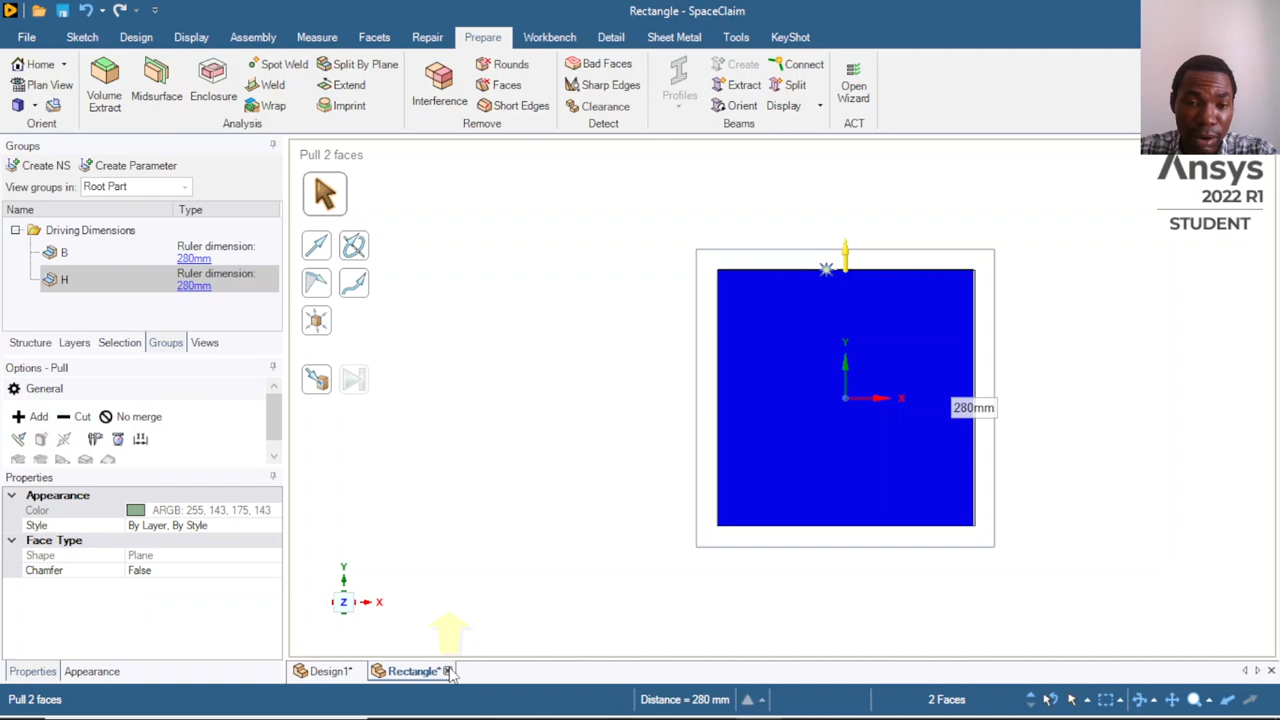 Rectangle - SpaceClaim
File Sketch Design Display Assembly Measure Facets Repair Prepare Workbench Detail Sheet Metal Tools KeyShot
Home
Plan View
Orient
Volume Extract
Midsurface
Enclosure
Spot Weld
Weld
Wrap
Split By Plane
Extend
Imprint
Analysis
Interference
Rounds
Faces
Short Edges
Remove
Bad Faces
Sharp Edges
Clearance
Detect
Profiles
Create
Extract
Orient
Connect
Split
Display
Beams
Open Wizard
ACT
Groups
Create NS Create Parameter
View groups in: Root Part
Name Type
Driving Dimensions
B Ruler dimension: 280mm
H Ruler dimension: 280mm
Structure Layers Selection Groups Views
Options - Pull
General
Add Cut No merge
Properties
Appearance
Color ARGB: 255, 143, 175, 143
Style By Layer, By Style
Face Type
Shape Plane
Chamfer False
Properties Appearance
Pull 2 faces
Ansys
2022 R1
STUDENT
Y
X
280mm
Y
Z X
Design1* Rectangle*
Pull 2 faces Distance = 280 mm 2 Faces